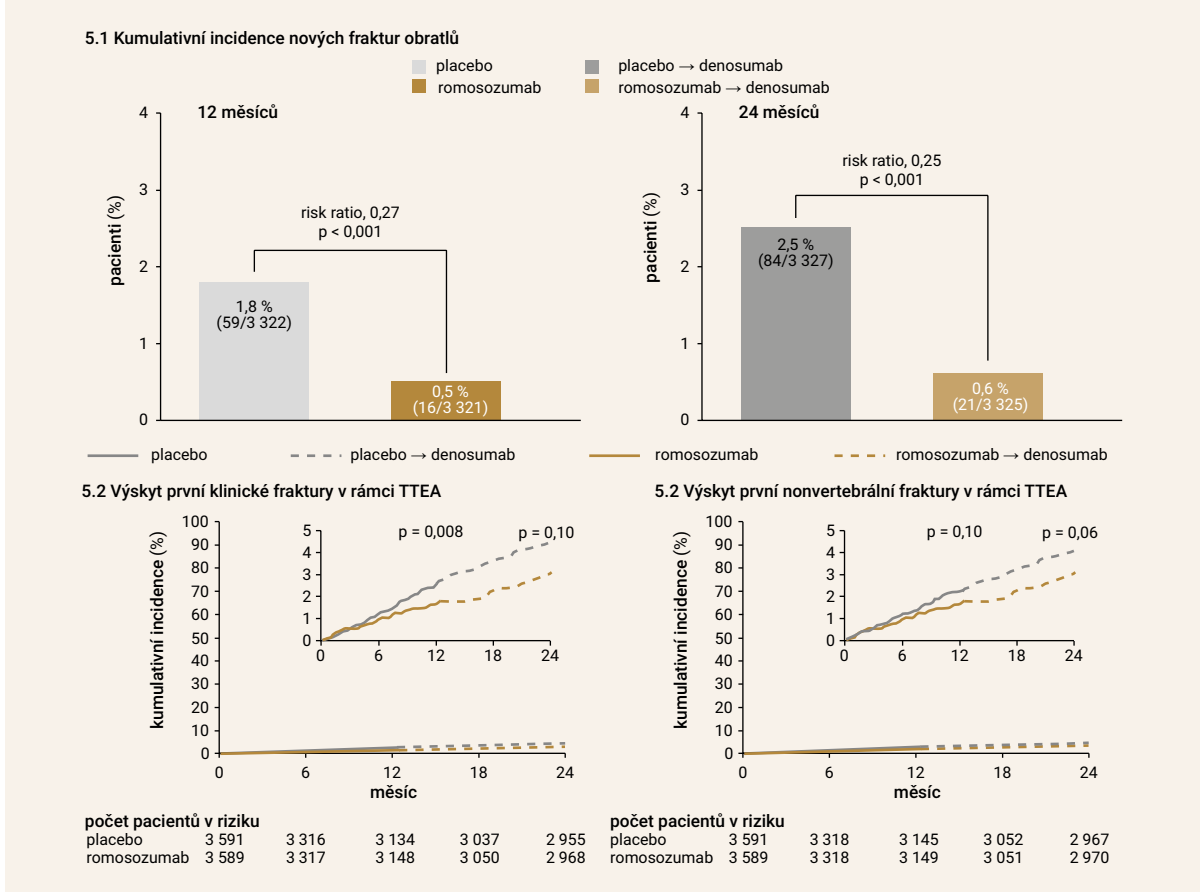 5.1 Kumulativní incidence nových fraktur obratlů
placebo
placebo → denosumab
romosozumab
romosozumab → denosumab
12 měsíců
pacienti (%)
4
3
2
1
0
risk ratio, 0,27
p < 0,001
1,8 %
(59/3 322)
0,5 %
(16/3 321)
24 měsíců
pacienti (%)
4
3
2
1
0
risk ratio, 0,25
p < 0,001
2,5 %
(84/3 327)
0,6 %
(21/3 325)
placebo
placebo → denosumab
romosozumab
romosozumab → denosumab
5.2 Výskyt první klinické fraktury v rámci TTEA
kumulativní incidence (%)
100
90
80
70
60
50
40
30
20
10
0
5
4
3
2
1
0
p = 0,008
p = 0,10
0 6 12 18 24
0 6 12 18 24
měsíc
počet pacientů v riziku
placebo 3 591 3 316 3 134 3 037 2 955
romosozumab 3 589 3 317 3 148 3 050 2 968
5.2 Výskyt první nonvertebrální fraktury v rámci TTEA
kumulativní incidence (%)
100
90
80
70
60
50
40
30
20
10
0
5
4
3
2
1
0
p = 0,10
p = 0,06
0 6 12 18 24
0 6 12 18 24
měsíc
počet pacientů v riziku
placebo 3 591 3 318 3 145 3 052 2 967
romosozumab 3 589 3 318 3 149 3 051 2 970